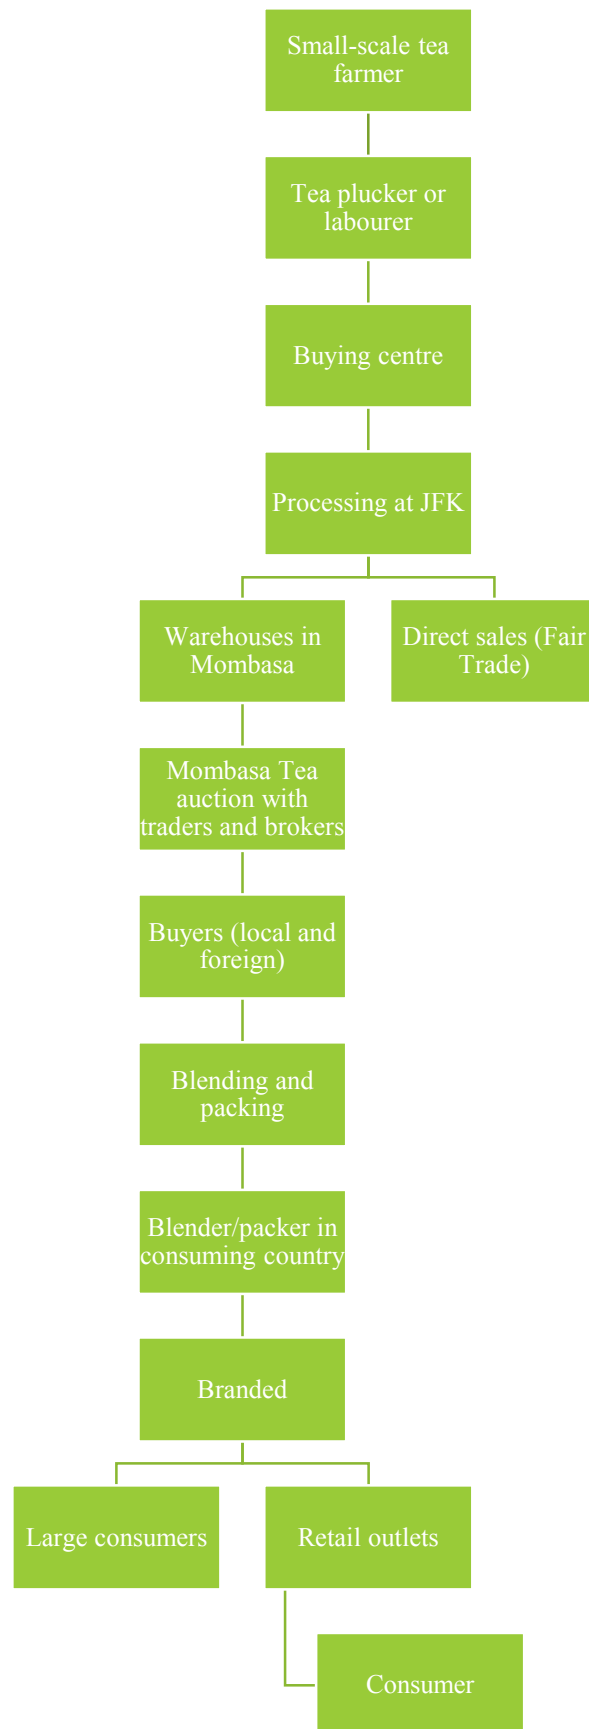 Small-scale tea
farmer
Tea plucker or
labourer
Buying centre
Processing at JFK
Warehouses in
Mombasa
Direct sales (Fair
Trade)
Mombasa Tea
auction with
traders and brokers
Buyers (local and
foreign)
Blending and
packing
Blender/packer in
consuming country
Branded
Large consumers
Retail outlets
Consumer